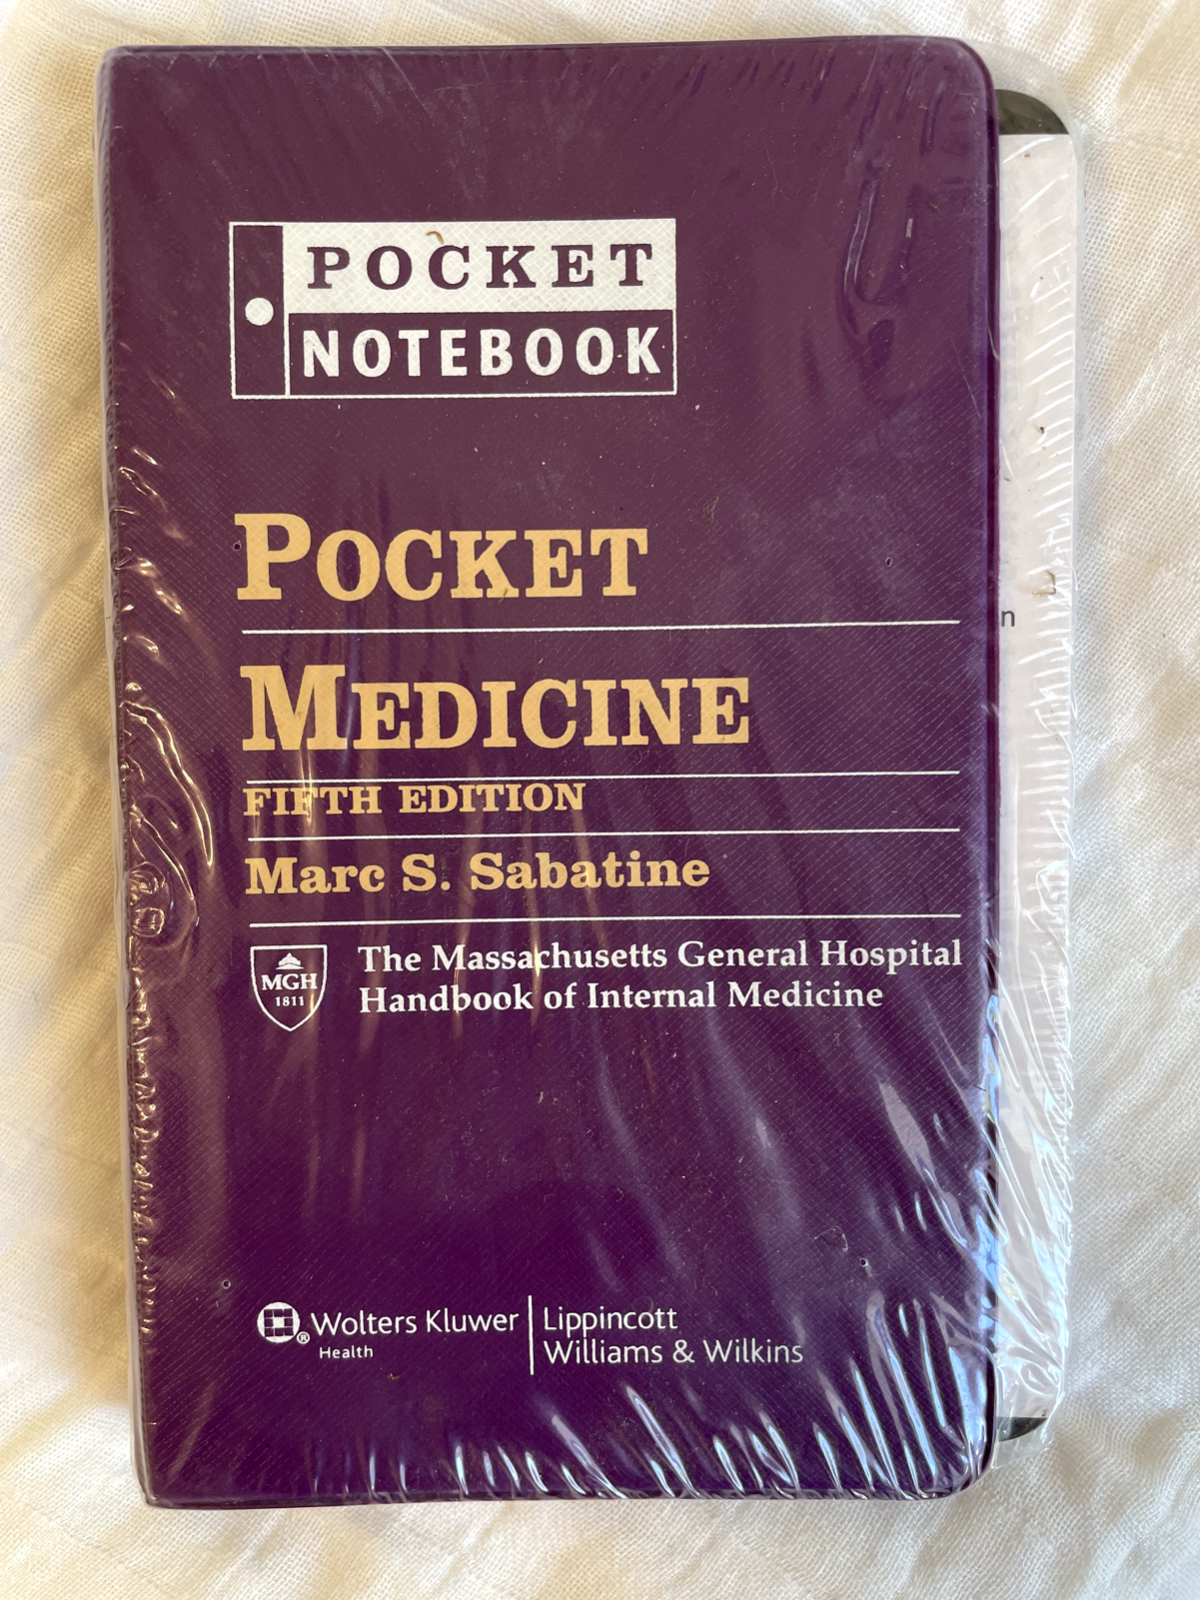 POCKET
NOTEBOOK
POCKET
MEDICINE
FIFTH EDITION
Marc S. Sabatine
MGH
1811
The Massachusetts General Hospital
Handbook of Internal Medicine
n
Wolters Kluwer
Health
Lippincott
Williams & Wilkins